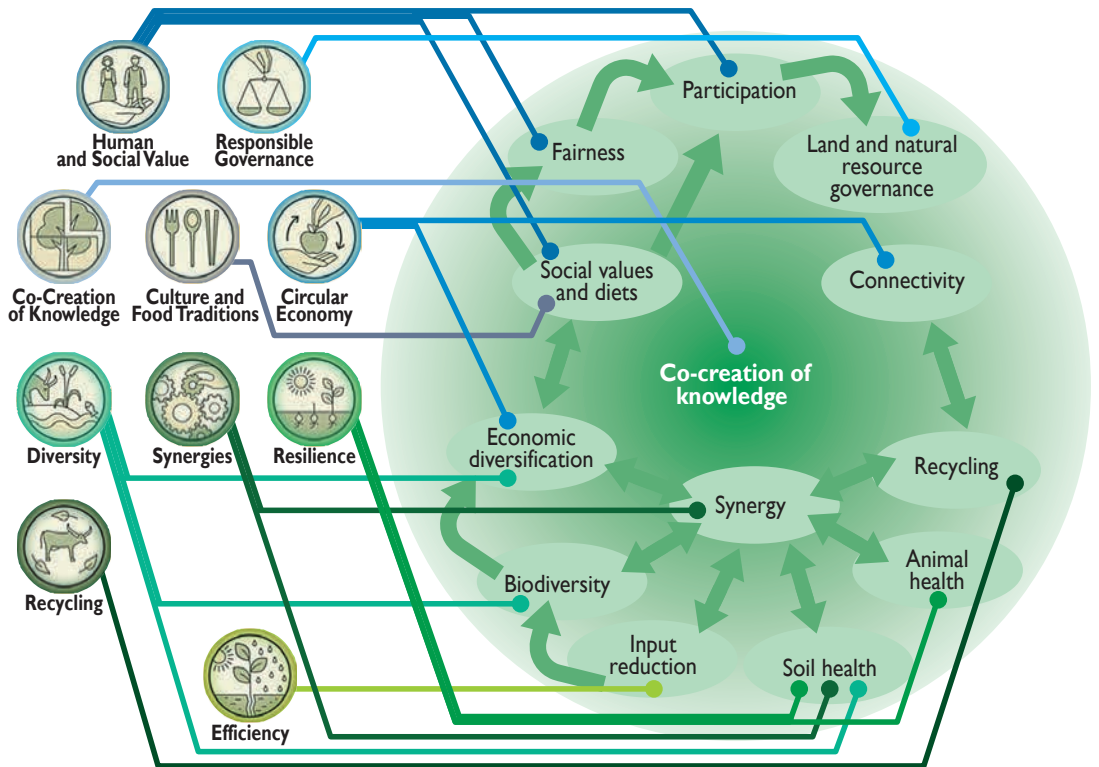 Human
and Social Value
Responsible
Governance
Co-Creation
of Knowledge
Culture and
Food Traditions
Circular
Economy
Diversity
Synergies
Resilience
Recycling
Efficiency
Participation
Fairness
Land and natural
resource
governance
Social values
and diets
Connectivity
Co-creation of
knowledge
Economic
diversification
Recycling
Synergy
Biodiversity
Animal
health
Input
reduction
Soil health